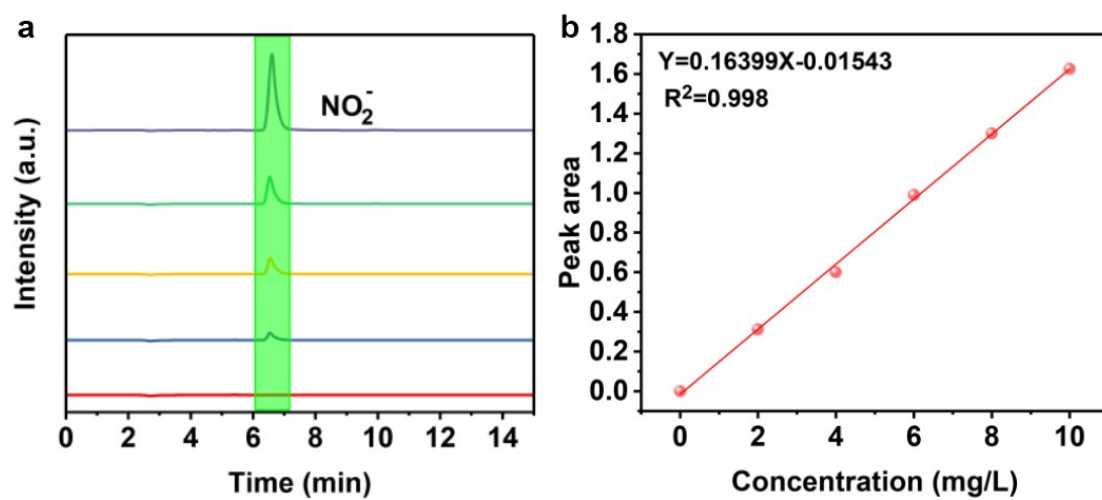 a
NO₂⁻
Intensity (a.u.)
0 2 4 6 8 10 12 14
Time (min)
b
Y=0.16399X-0.01543
R²=0.998
Peak area
1.8
1.6
1.4
1.2
1.0
0.8
0.6
0.4
0.2
0.0
0 2 4 6 8 10
Concentration (mg/L)